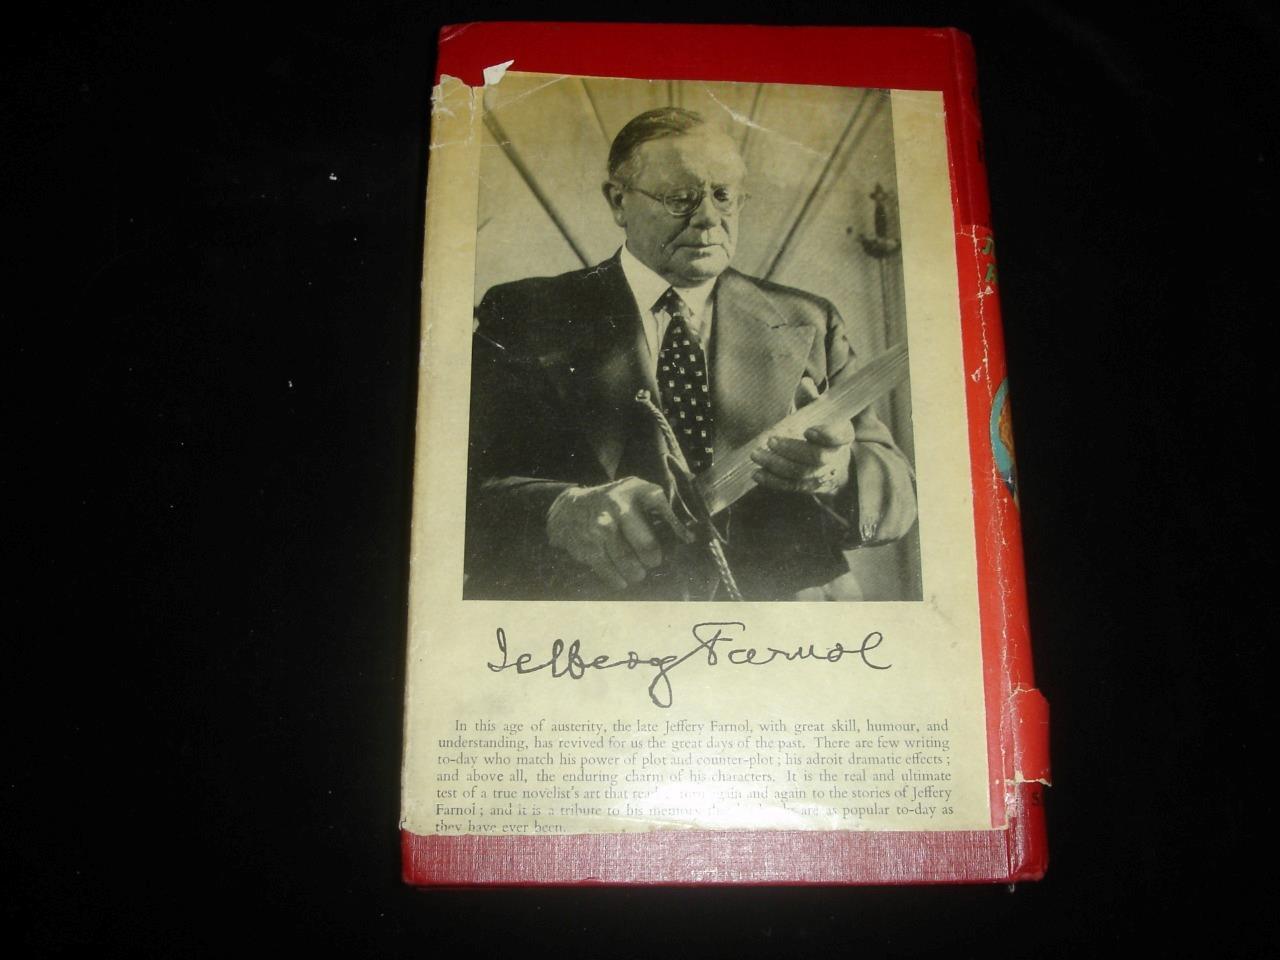 Jeffery Farnol
In this age of austerity, the late Jeffery Farnol, with great skill, humour, and
understanding, has revived for us the great days of the past. There are few writing
to-day who match his power of plot and counter-plot ; his adroit dramatic effects ;
and above all, the enduring charm of his characters. It is the real and ultimate
test of a true novelist's art that turn again and again to the stories of Jeffery
Farnol ; and it is a tribute to his memory are as popular to-day as
they have ever been.